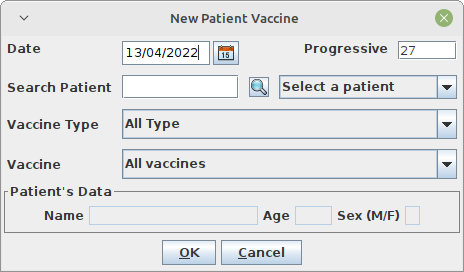 New Patient Vaccine
Date 13/04/2022 15 Progressive 27
Search Patient Select a patient
Vaccine Type All Type
Vaccine All vaccines
Patient's Data
Name Age Sex (M/F)
OK Cancel